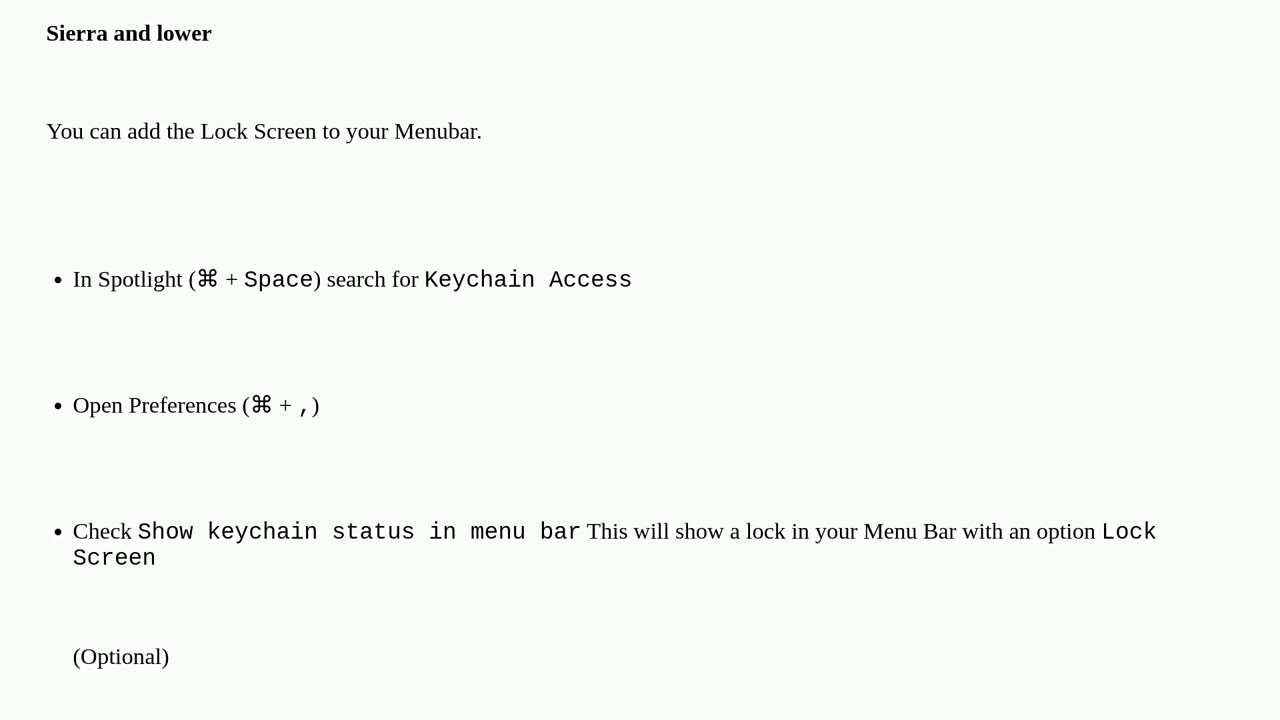 Sierra and lower
You can add the Lock Screen to your Menubar.
• In Spotlight (⌘ + Space) search for Keychain Access
• Open Preferences (⌘ + ,)
• Check Show keychain status in menu bar This will show a lock in your Menu Bar with an option Lock
Screen
(Optional)